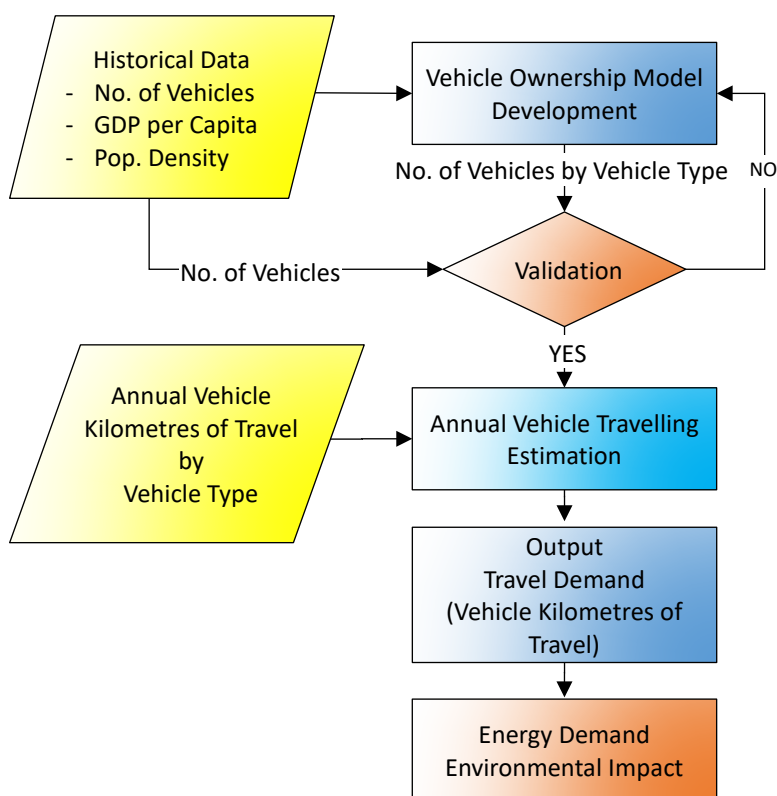 Historical Data
- No. of Vehicles
- GDP per Capita
- Pop. Density
Vehicle Ownership Model
Development
No. of Vehicles by Vehicle Type
NO
No. of Vehicles
Validation
YES
Annual Vehicle
Kilometres of Travel
by
Vehicle Type
Annual Vehicle Travelling
Estimation
Output
Travel Demand
(Vehicle Kilometres of
Travel)
Energy Demand
Environmental Impact